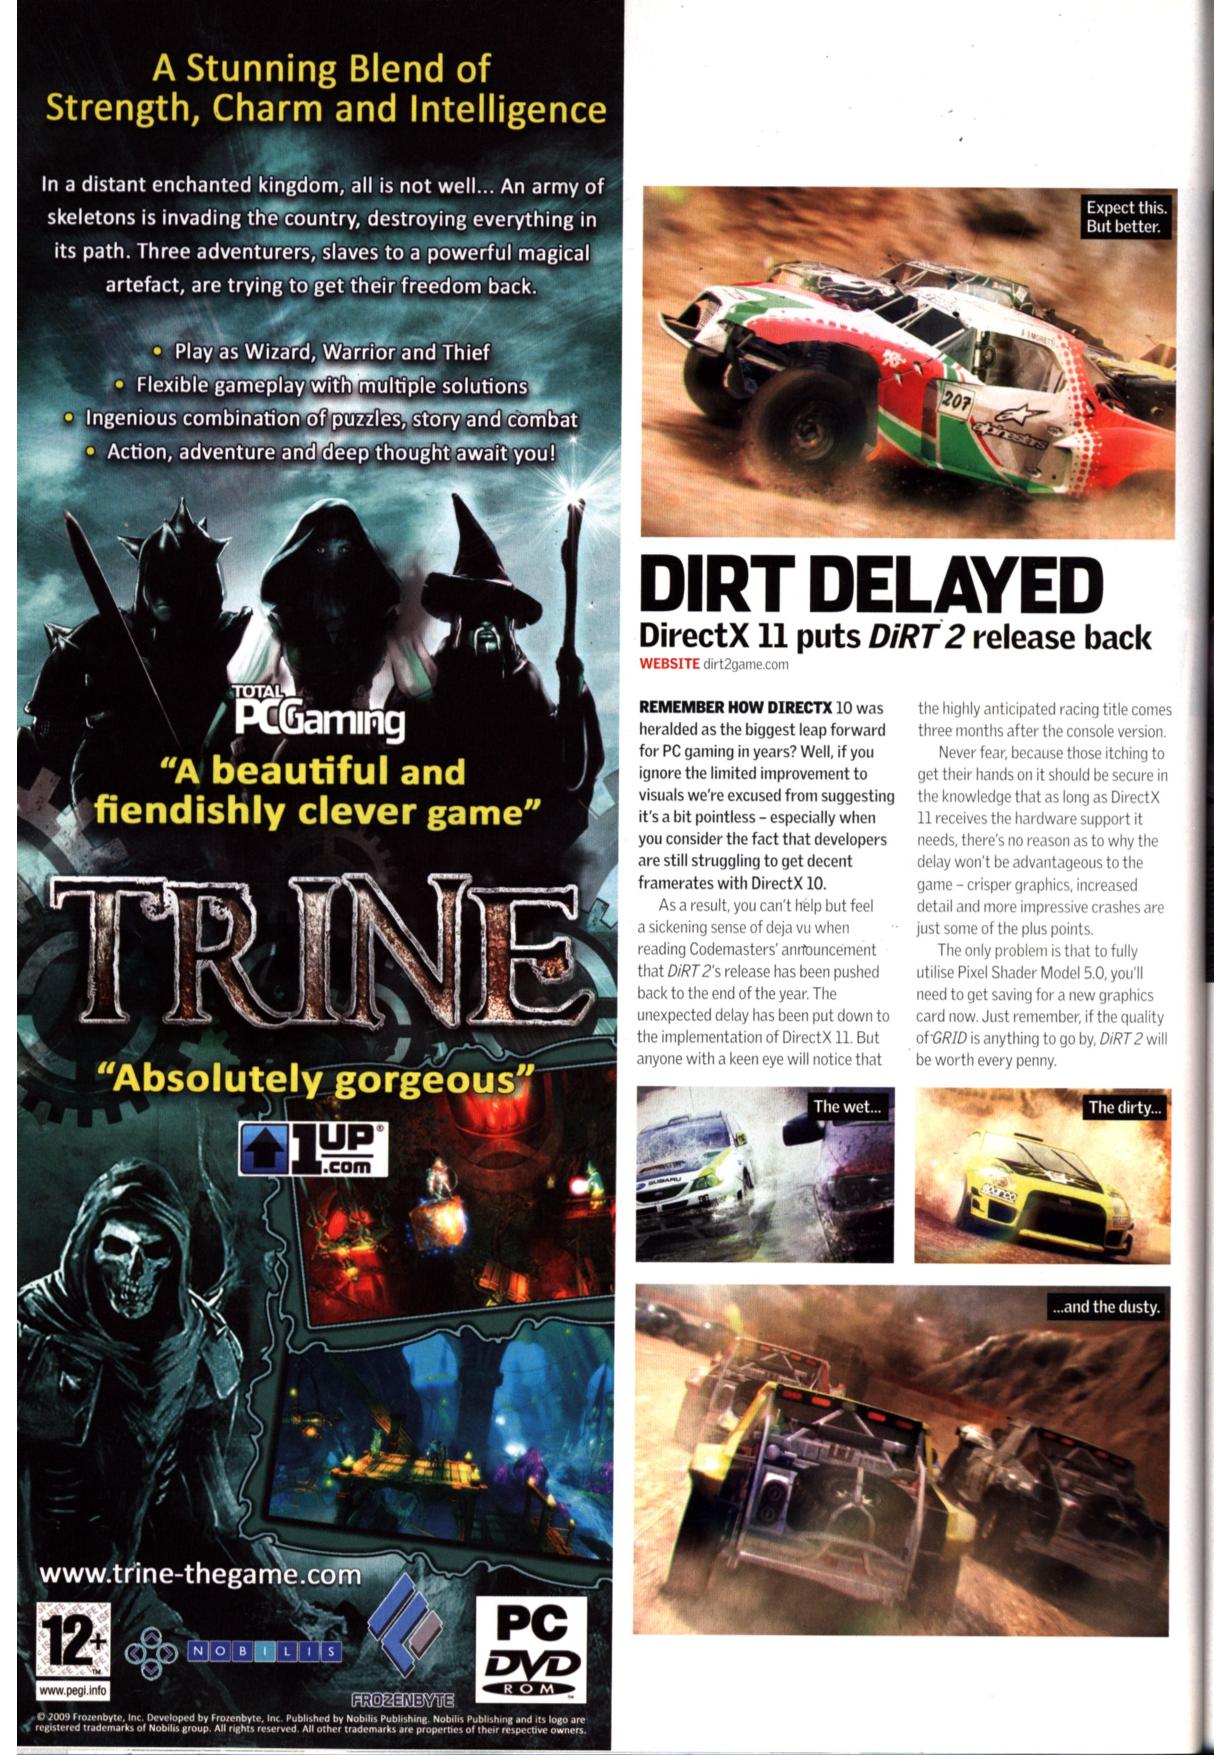 A Stunning Blend of
Strength, Charm and Intelligence
In a distant enchanted kingdom, all is not well... An army of
skeletons is invading the country, destroying everything in
its path. Three adventurers, slaves to a powerful magical
artefact, are trying to get their freedom back.
• Play as Wizard, Warrior and Thief
• Flexible gameplay with multiple solutions
• Ingenious combination of puzzles, story and combat
• Action, adventure and deep thought await you!
TOTAL
PCGaming
"A beautiful and
fiendishly clever game"
TRINE
"Absolutely gorgeous"
1UP®
.com
www.trine-thegame.com
12+
www.pegi.info
NOBILIS
FROZENBYTE
PC
DVD
ROM
© 2009 Frozenbyte, Inc. Developed by Frozenbyte, Inc. Published by Nobilis Publishing. Nobilis Publishing and its logo are
registered trademarks of Nobilis group. All rights reserved. All other trademarks are properties of their respective owners.
Expect this.
But better.
207
alpinestars
DIRT DELAYED
DirectX 11 puts DiRT 2 release back
WEBSITE dirt2game.com
REMEMBER HOW DIRECTX 10 was
heralded as the biggest leap forward
for PC gaming in years? Well, if you
ignore the limited improvement to
visuals we're excused from suggesting
it's a bit pointless – especially when
you consider the fact that developers
are still struggling to get decent
framerates with DirectX 10.
As a result, you can't help but feel
a sickening sense of deja vu when
reading Codemasters' announcement
that DiRT 2's release has been pushed
back to the end of the year. The
unexpected delay has been put down to
the implementation of DirectX 11. But
anyone with a keen eye will notice that
the highly anticipated racing title comes
three months after the console version.
Never fear, because those itching to
get their hands on it should be secure in
the knowledge that as long as DirectX
11 receives the hardware support it
needs, there's no reason as to why the
delay won't be advantageous to the
game – crisper graphics, increased
detail and more impressive crashes are
just some of the plus points.
The only problem is that to fully
utilise Pixel Shader Model 5.0, you'll
need to get saving for a new graphics
card now. Just remember, if the quality
of GRID is anything to go by, DiRT 2 will
be worth every penny.
The wet...
SUBARU
The dirty...
sparco
...and the dusty.